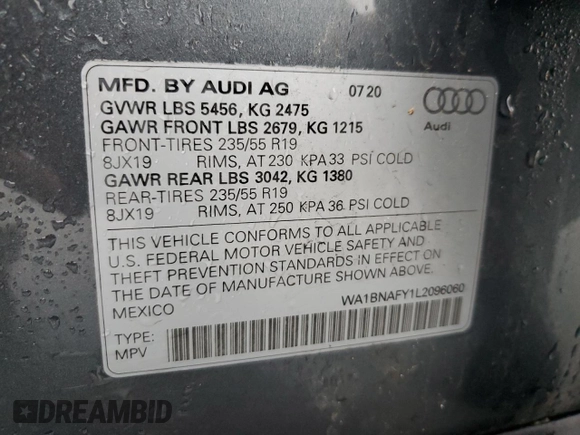 MFD. BY AUDI AG 07 20
GVWR LBS 5456, KG 2475
GAWR FRONT LBS 2679, KG 1215
FRONT-TIRES 235/55 R19
8JX19 RIMS, AT 230 KPA 33 PSI COLD
GAWR REAR LBS 3042, KG 1380
REAR-TIRES 235/55 R19
8JX19 RIMS, AT 250 KPA 36 PSI COLD
Audi
THIS VEHICLE CONFORMS TO ALL APPLICABLE
U.S. FEDERAL MOTOR VEHICLE SAFETY AND
THEFT PREVENTION STANDARDS IN EFFECT ON
DATE OF MANUFACTURE SHOWN ABOVE.
MEXICO WA1BNAFY1L2096060
TYPE:
MPV
DREAMBID